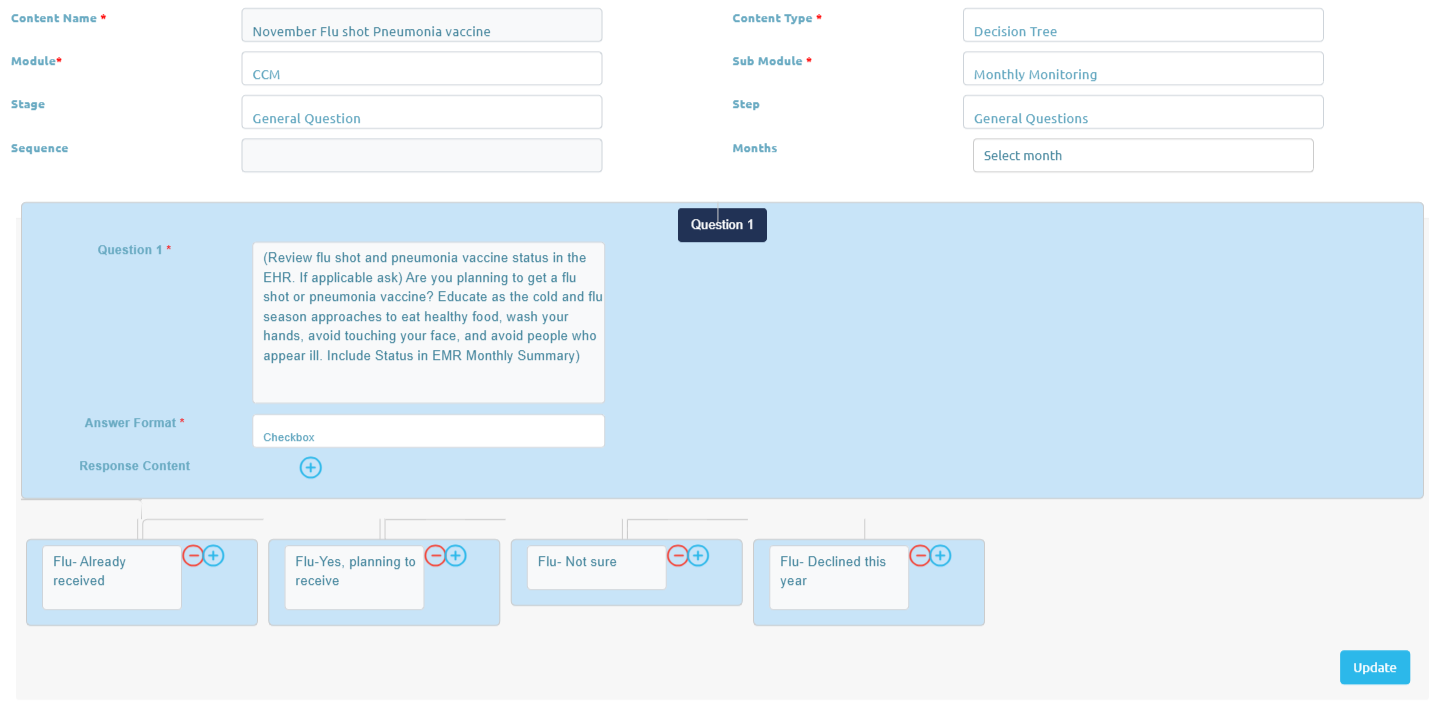 Content Name *
November Flu shot Pneumonia vaccine
Content Type *
Decision Tree
Module*
CCM
Sub Module *
Monthly Monitoring
Stage
General Question
Step
General Questions
Sequence
Months
Select month
Question 1
Question 1 *
(Review flu shot and pneumonia vaccine status in the
EHR. If applicable ask) Are you planning to get a flu
shot or pneumonia vaccine? Educate as the cold and flu
season approaches to eat healthy food, wash your
hands, avoid touching your face, and avoid people who
appear ill. Include Status in EMR Monthly Summary)
Answer Format *
Checkbox
Response Content
Flu- Already
received
Flu-Yes, planning to
receive
Flu- Not sure
Flu- Declined this
year
Update